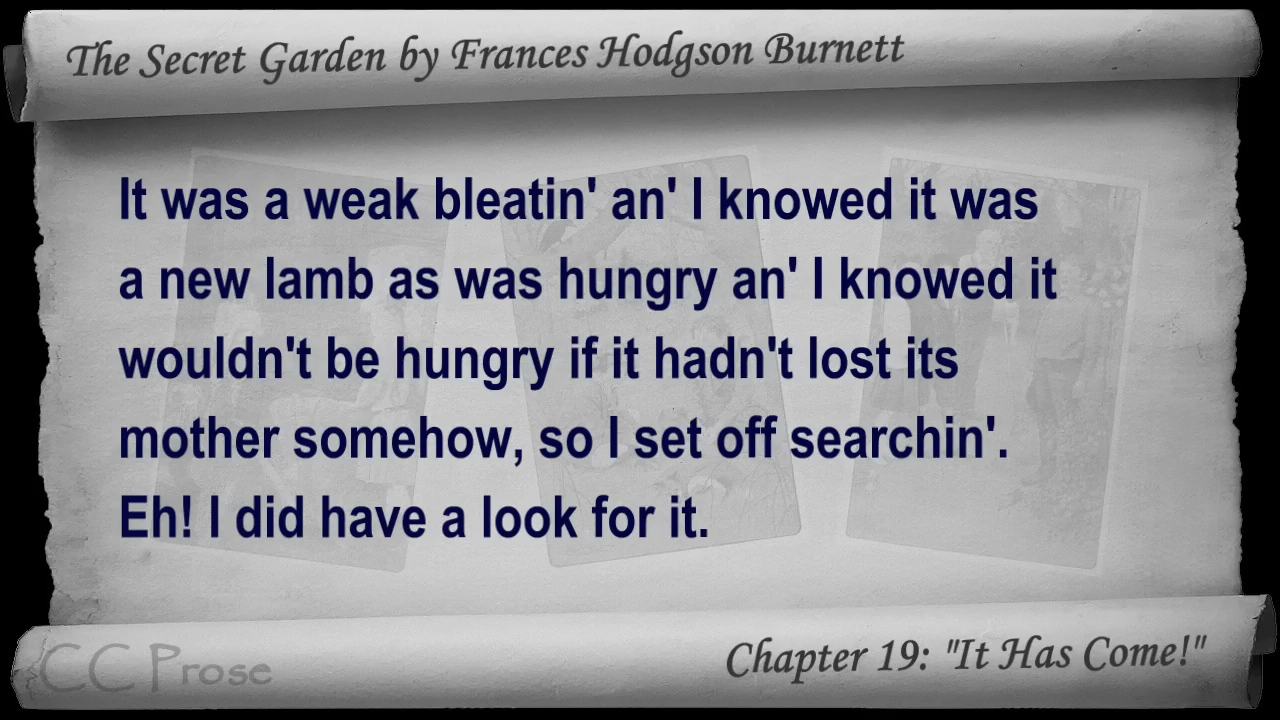 The Secret Garden by Frances Hodgson Burnett
It was a weak bleatin' an' I knowed it was
a new lamb as was hungry an' I knowed it
wouldn't be hungry if it hadn't lost its
mother somehow, so I set off searchin'.
Eh! I did have a look for it.
CC Prose
Chapter 19: "It Has Come!"